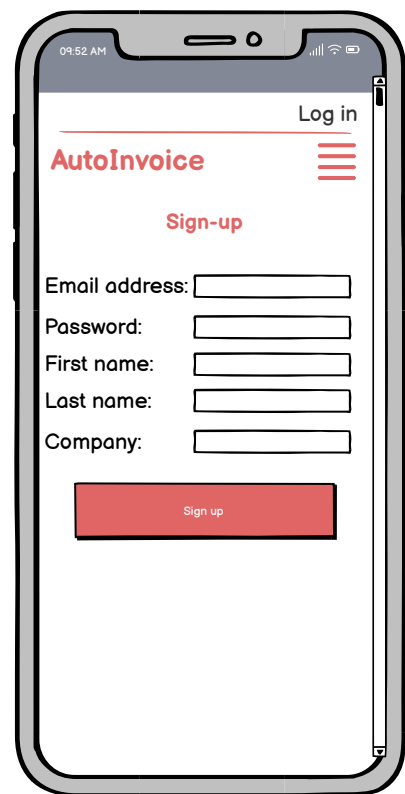 09:52 AM
Log in
AutoInvoice
Sign-up
Email address:
Password:
First name:
Last name:
Company:
Sign up